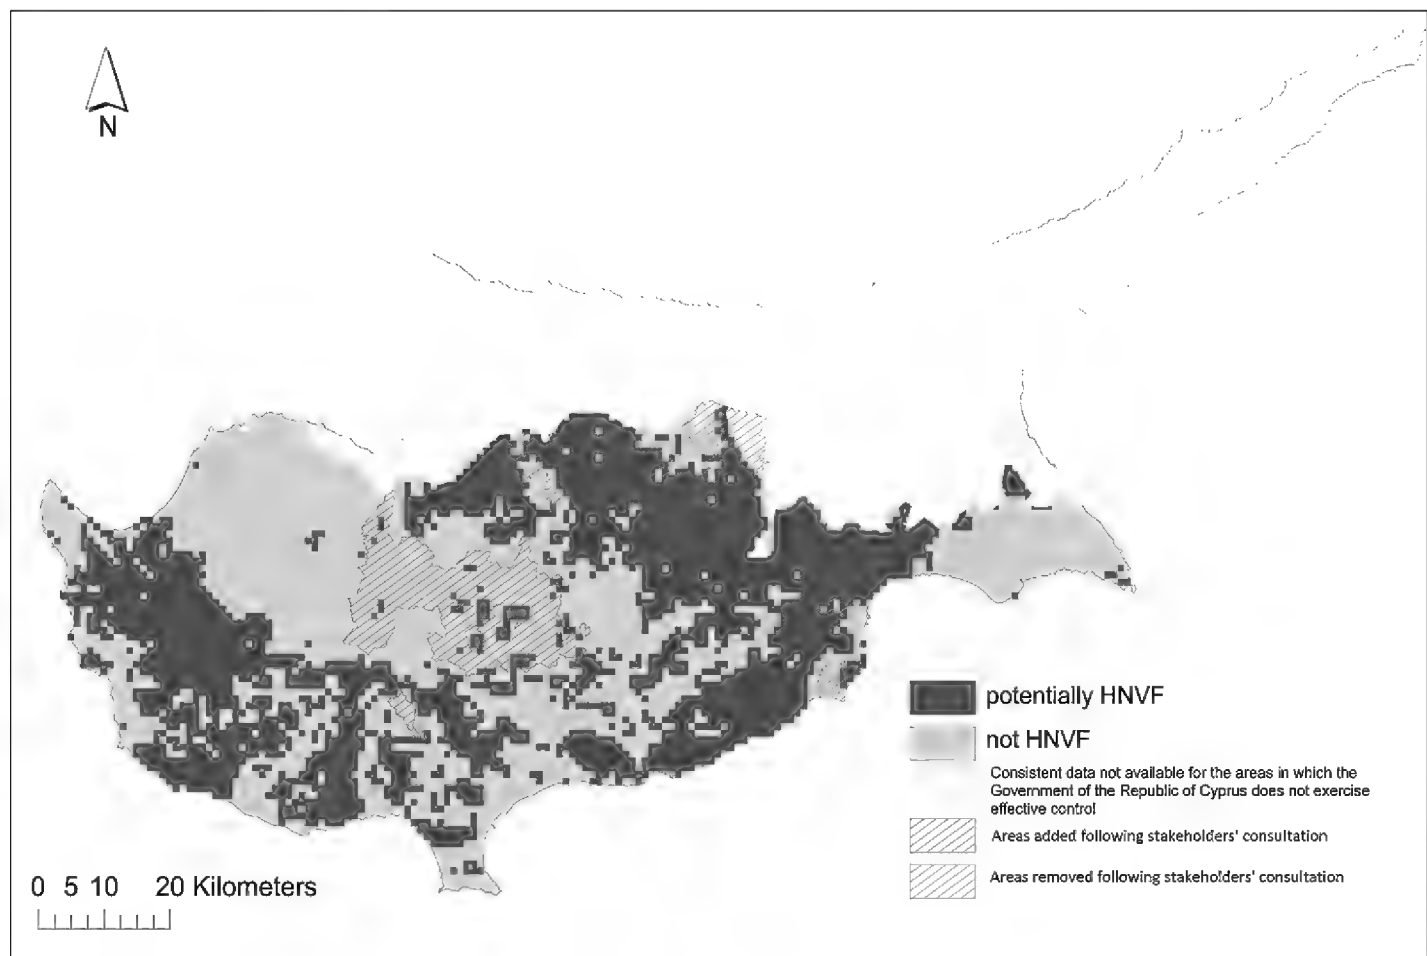 N
potentially HNVF
not HNVF
Consistent data not available for the areas in which the
Government of the Republic of Cyprus does not exercise
effective control
Areas added following stakeholders' consultation
Areas removed following stakeholders' consultation
0 5 10 20 Kilometers